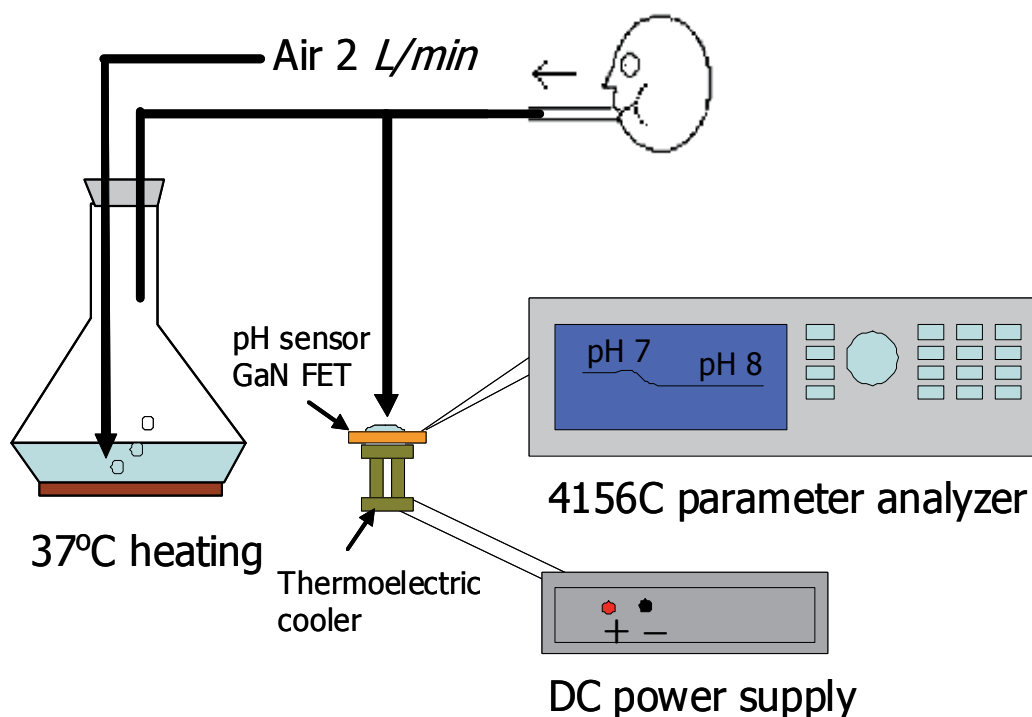 Air 2 L/min
pH sensor
GaN FET
pH 7
pH 8
4156C parameter analyzer
37ºC heating
Thermoelectric
cooler
+ −
DC power supply